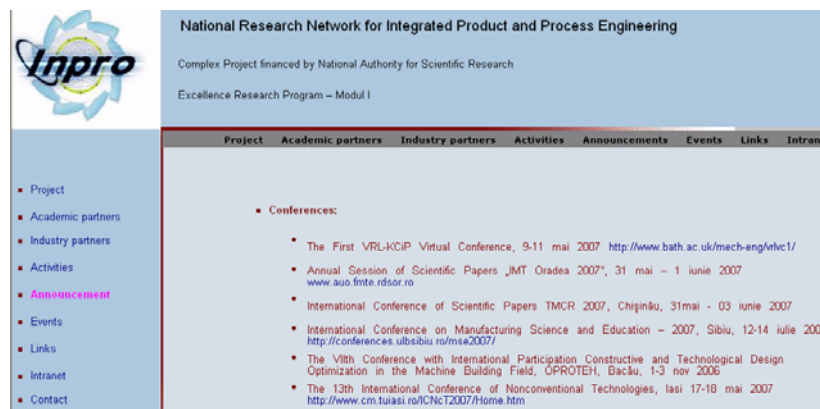 Inpro
National Research Network for Integrated Product and Process Engineering
Complex Project financed by National Authority for Scientific Research
Excellence Research Program – Modul I
Project Academic partners Industry partners Activities Announcements Events Links Intran
Project
Academic partners
Industry partners
Activities
Announcement
Events
Links
Intranet
Contact
Conferences:
The First VRL-KCiP Virtual Conference, 9-11 mai 2007 http://www.bath.ac.uk/mech-eng/vrlvc1/
Annual Session of Scientific Papers „IMT Oradea 2007", 31 mai – 1 iunie 2007
www.auo.fmte.rdsor.ro
International Conference of Scientific Papers TMCR 2007, Chişinău, 31mai - 03 iunie 2007
International Conference on Manufacturing Science and Education – 2007, Sibiu, 12-14 iulie 200
http://conferences.ulbsibiu.ro/mse2007/
The VIIth Conference with International Participation Constructive and Technological Design
Optimization in the Machine Building Field, OPROTEH, Bacău, 1-3 nov 2006
The 13th International Conference of Nonconventional Technologies, Iasi 17-18 mai 2007
http://www.cm.tuiasi.ro/ICNcT2007/Home.htm